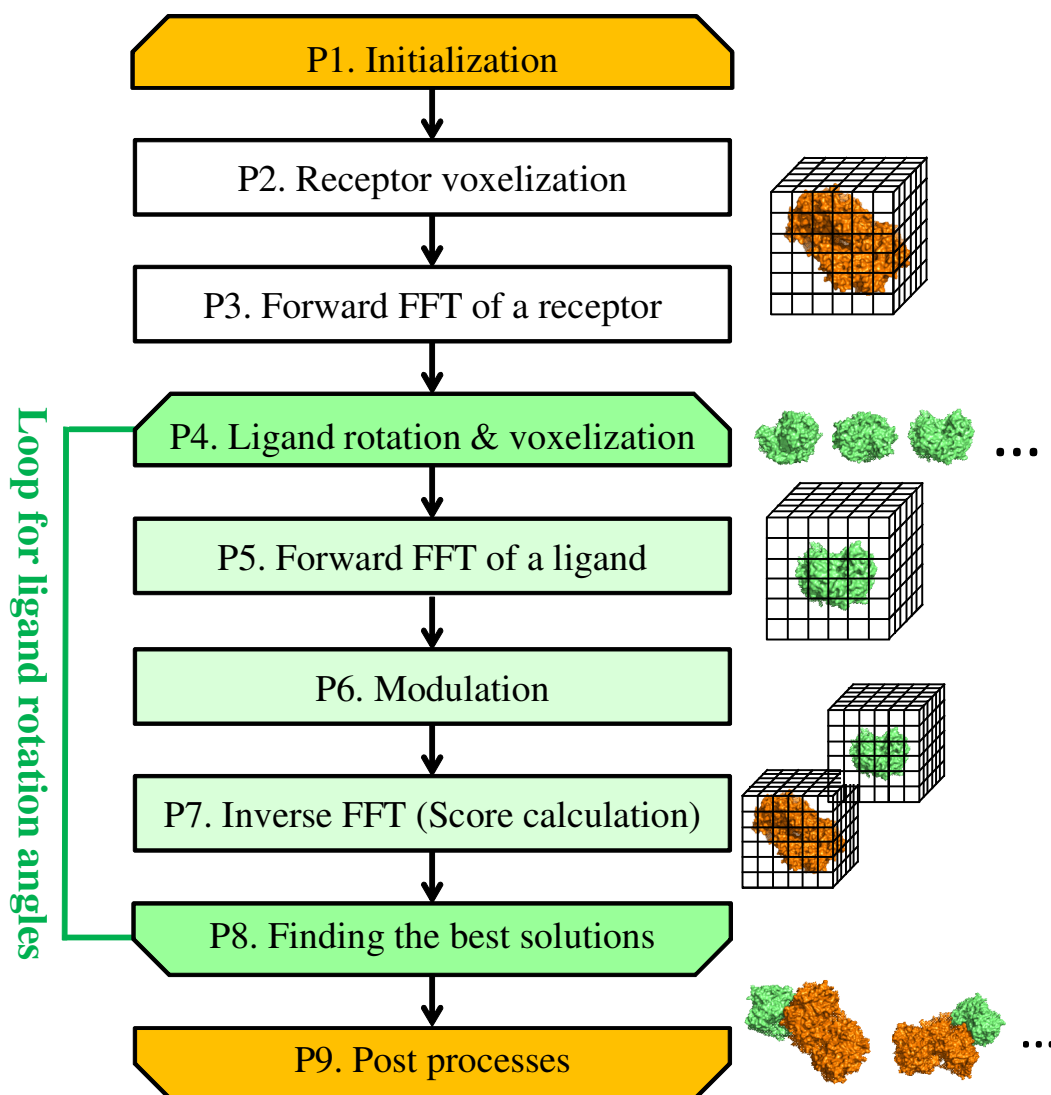 P1. Initialization
P2. Receptor voxelization
P3. Forward FFT of a receptor
P4. Ligand rotation & voxelization
...
P5. Forward FFT of a ligand
P6. Modulation
P7. Inverse FFT (Score calculation)
P8. Finding the best solutions
P9. Post processes
...
Loop for ligand rotation angles